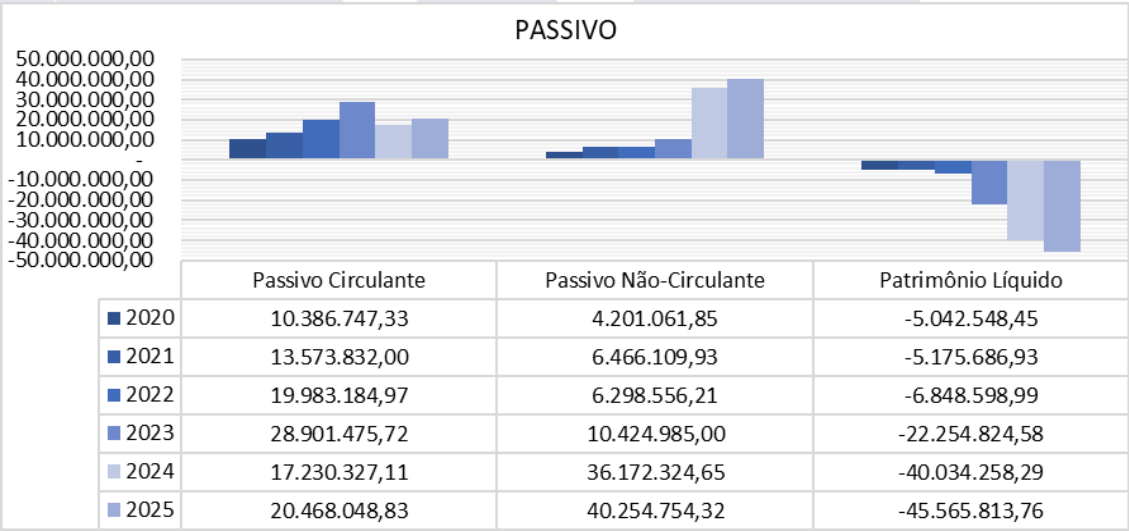 PASSIVO
50.000.000,00
40.000.000,00
30.000.000,00
20.000.000,00
10.000.000,00
-
-10.000.000,00
-20.000.000,00
-30.000.000,00
-40.000.000,00
-50.000.000,00
Passivo Circulante Passivo Não-Circulante Patrimônio Líquido
2020 10.386.747,33 4.201.061,85 -5.042.548,45
2021 13.573.832,00 6.466.109,93 -5.175.686,93
2022 19.983.184,97 6.298.556,21 -6.848.598,99
2023 28.901.475,72 10.424.985,00 -22.254.824,58
2024 17.230.327,11 36.172.324,65 -40.034.258,29
2025 20.468.048,83 40.254.754,32 -45.565.813,76